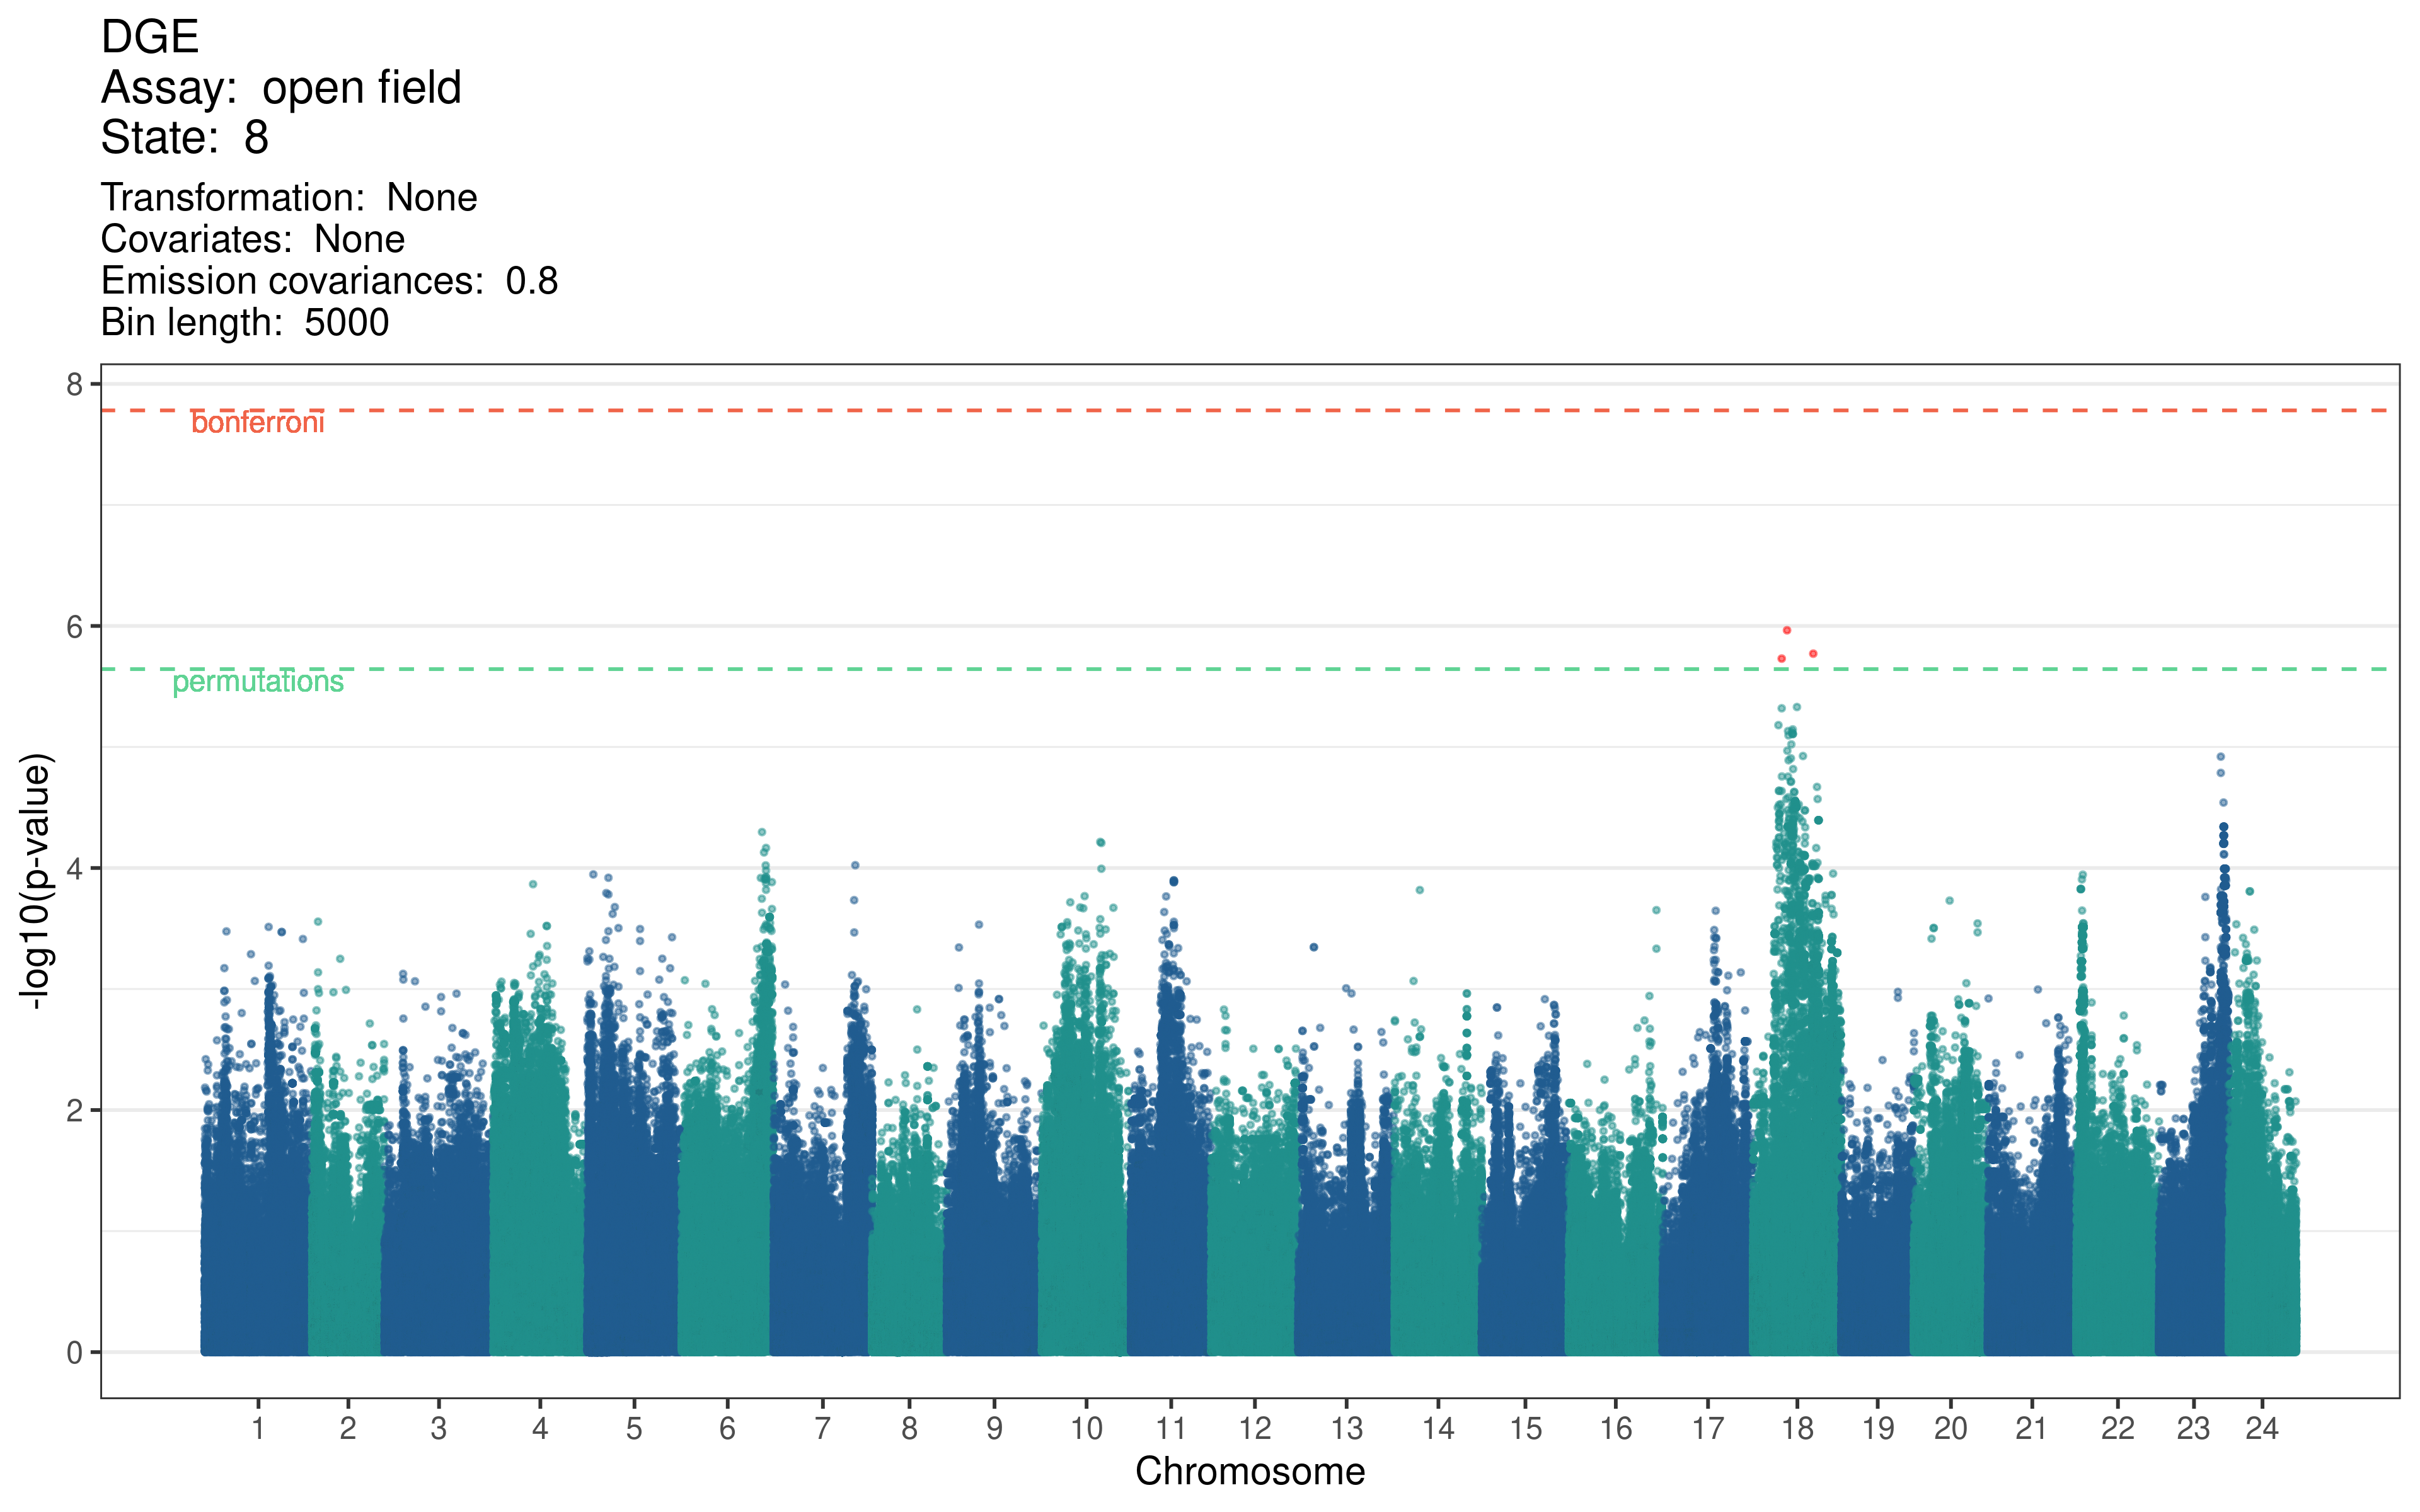 DGE
Assay:  open field
State:  8
Transformation:  None
Covariates:  None
Emission covariances:  0.8
Bin length:  5000
8
bonferroni
6
permutations
4
2
0
-log10(p-value)
1 2 3 4 5 6 7 8 9 10 11 12 13 14 15 16 17 18 19 20 21 22 23 24
Chromosome